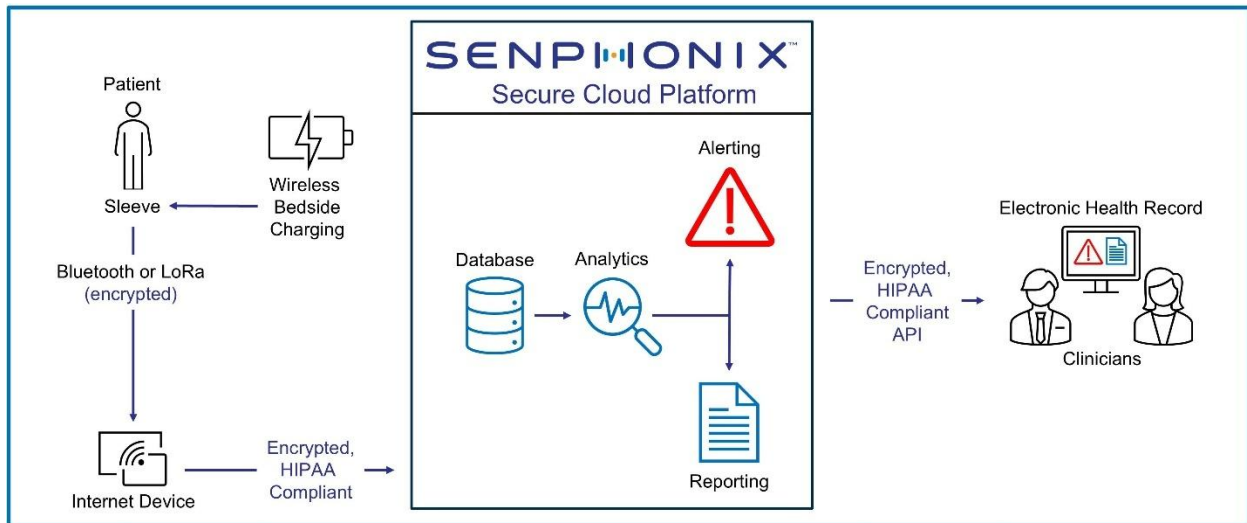 Patient
Sleeve
Wireless
Bedside
Charging
Bluetooth or LoRa
(encrypted)
Internet Device
Encrypted,
HIPAA
Compliant
SENPHONIX™
Secure Cloud Platform
Database
Analytics
Alerting
Reporting
Encrypted,
HIPAA
Compliant
API
Electronic Health Record
Clinicians